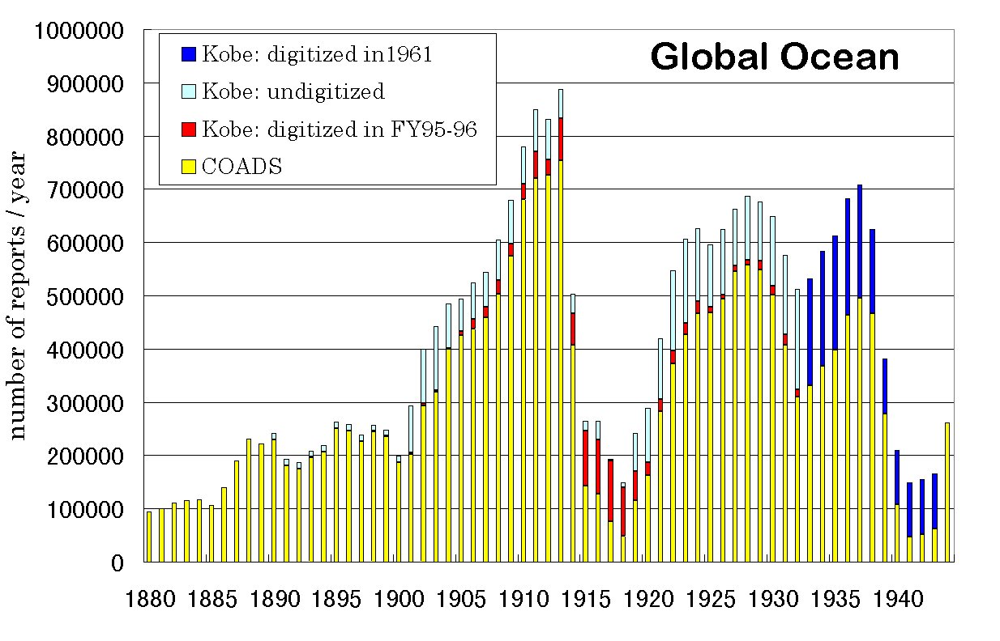 Global Ocean
Kobe: digitized in1961
Kobe: undigitized
Kobe: digitized in FY95-96
COADS
number of reports / year
1000000
900000
800000
700000
600000
500000
400000
300000
200000
100000
0
1880 1885 1890 1895 1900 1905 1910 1915 1920 1925 1930 1935 1940